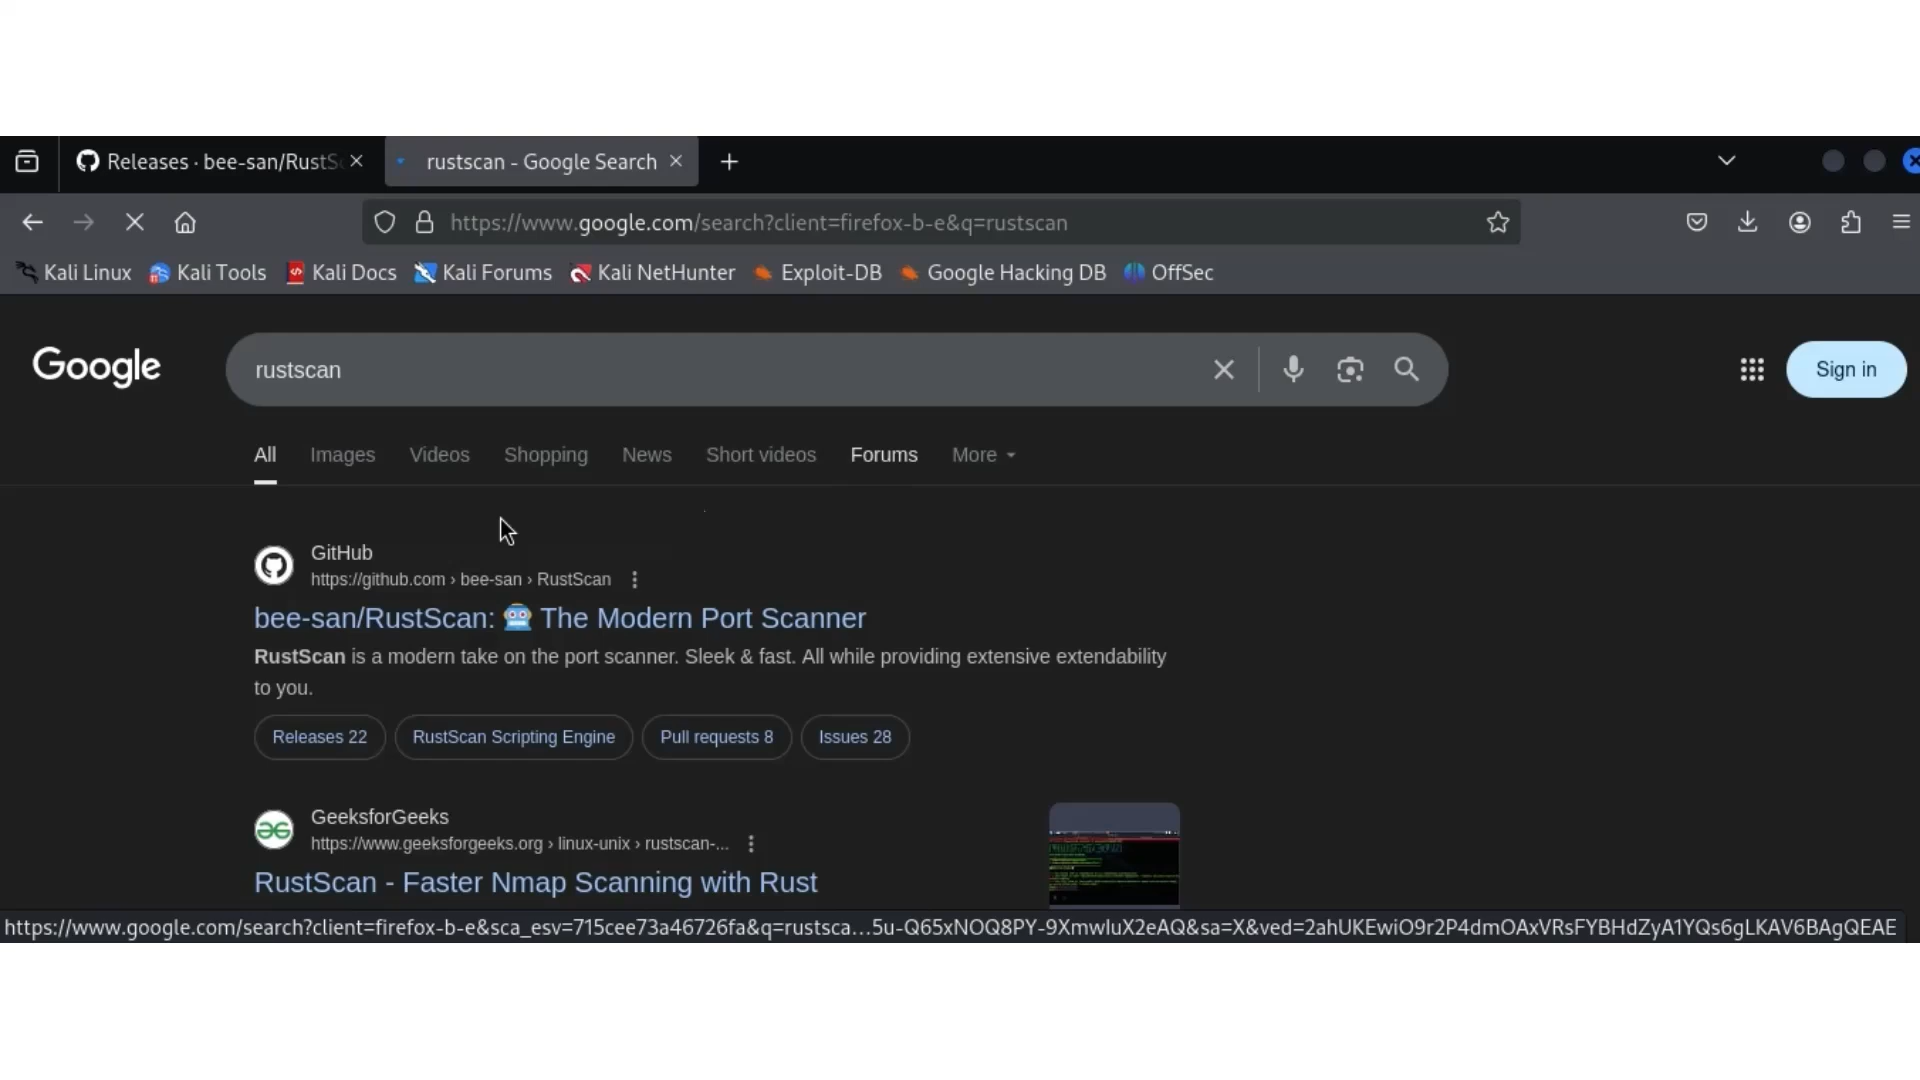 Releases · bee-san/RustS
rustscan - Google Search
https://www.google.com/search?client=firefox-b-e&q=rustscan
Kali Linux
Kali Tools
Kali Docs
Kali Forums
Kali NetHunter
Exploit-DB
Google Hacking DB
OffSec
Google
rustscan
Sign in
All
Images
Videos
Shopping
News
Short videos
Forums
More
GitHub
https://github.com › bee-san › RustScan
bee-san/RustScan: 🤖 The Modern Port Scanner
RustScan is a modern take on the port scanner. Sleek & fast. All while providing extensive extendability
to you.
Releases 22
RustScan Scripting Engine
Pull requests 8
Issues 28
GeeksforGeeks
https://www.geeksforgeeks.org › linux-unix › rustscan-...
RustScan - Faster Nmap Scanning with Rust
https://www.google.com/search?client=firefox-b-e&sca_esv=715cee73a46726fa&q=rustsca…5u-Q65xNOQ8PY-9XmwIuX2eAQ&sa=X&ved=2ahUKEwiO9r2P4dmOAxVRsFYBHdZyA1YQs6gLKAV6BAgQEAE